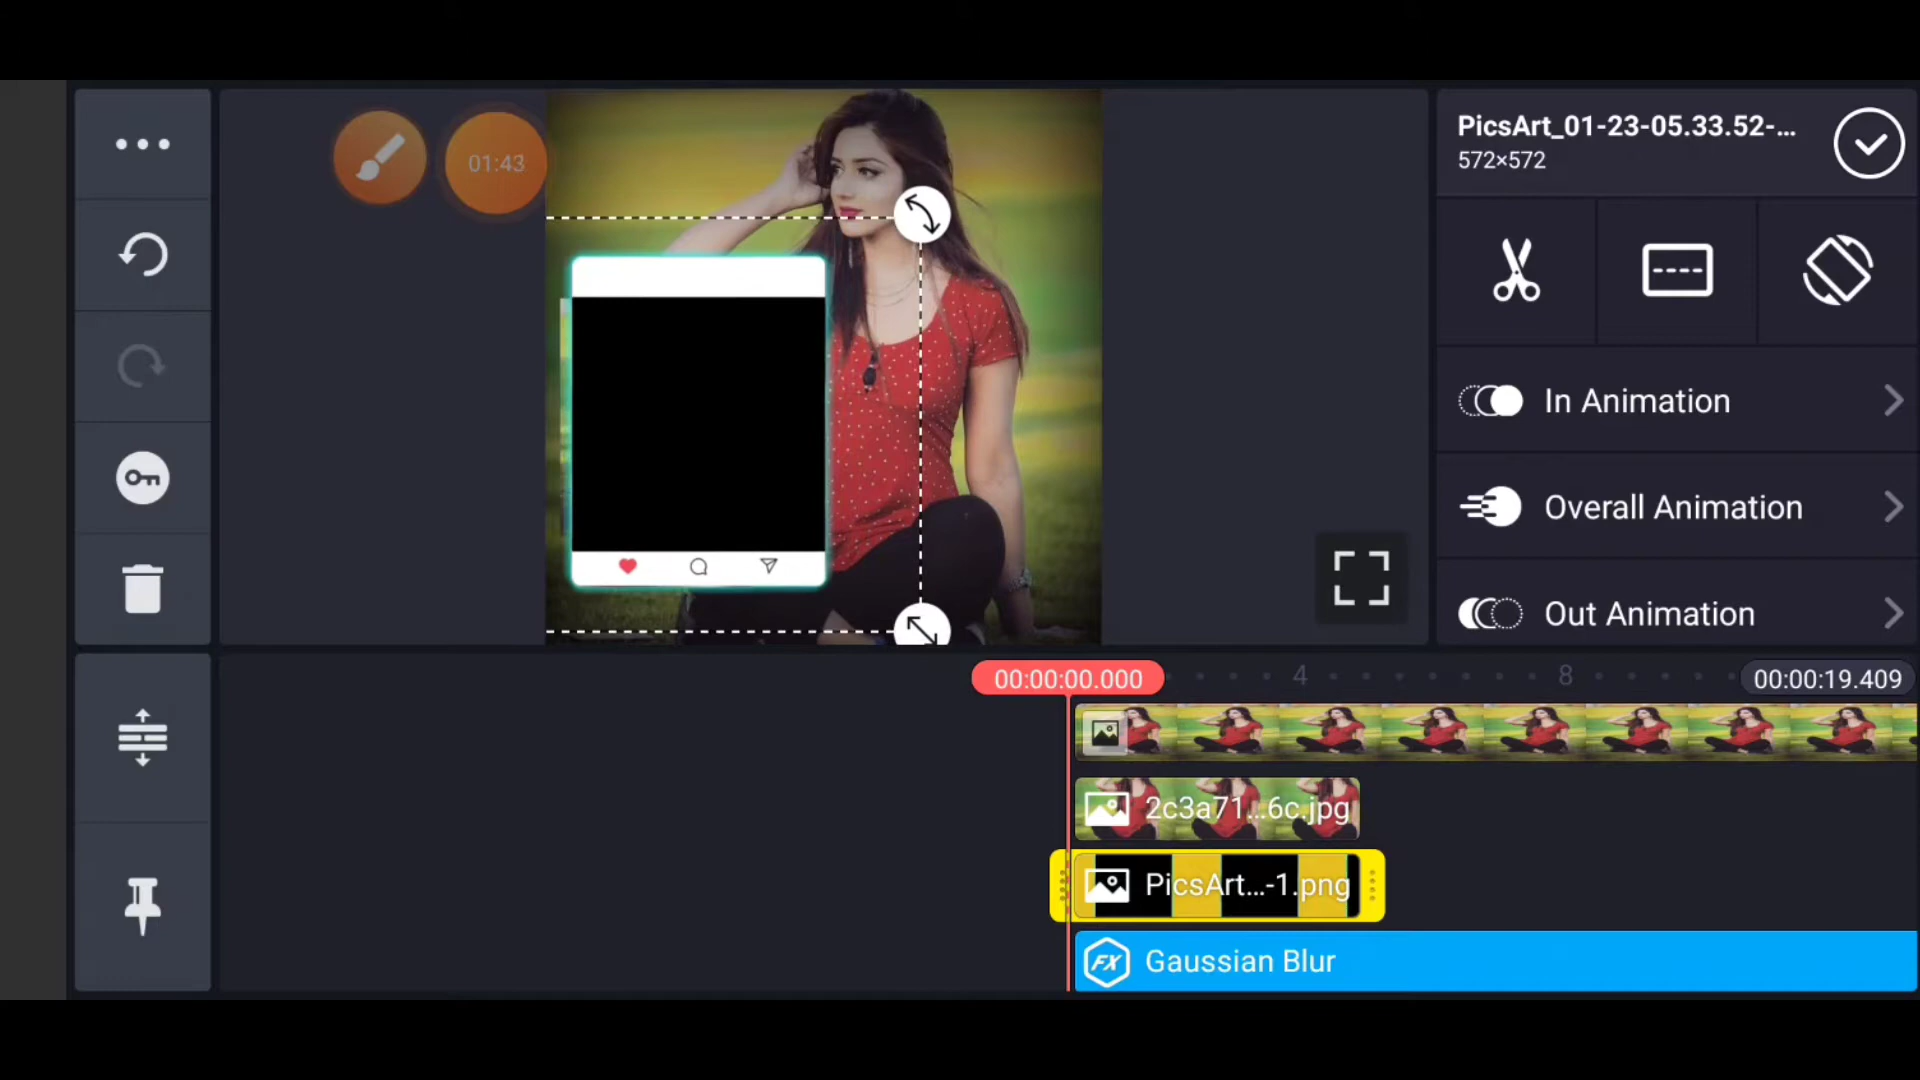 01:43
PicsArt_01-23-05.33.52-...
572×572
In Animation
Overall Animation
Out Animation
00:00:00.000
4
8
00:00:19.409
2c3a71...6c.jpg
PicsArt...-1.png
FX
Gaussian Blur